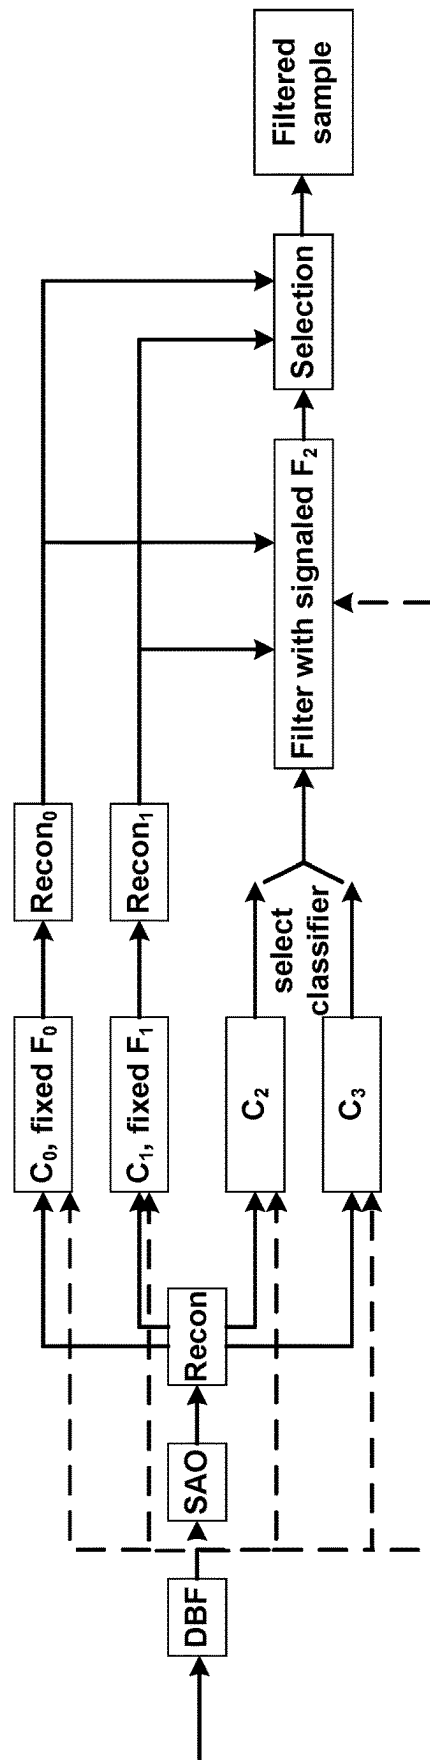 DBF
SAO
Recon
C₀, fixed F₀
C₁, fixed F₁
C₂
C₃
Recon₀
Recon₁
select
classifier
Filter with signaled F₂
Selection
Filtered
sample